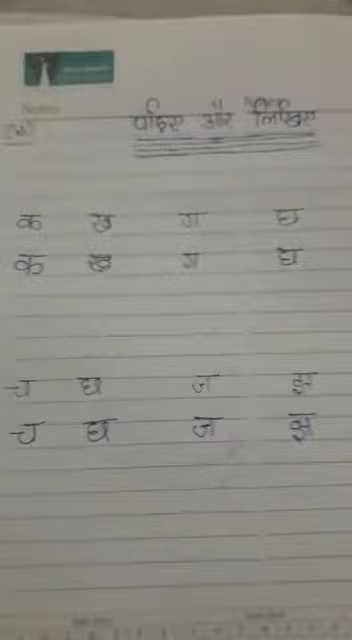 पढ़िए और लिखिए
क ख ग घ
क ख ग घ
च छ ज झ
च छ ज झ